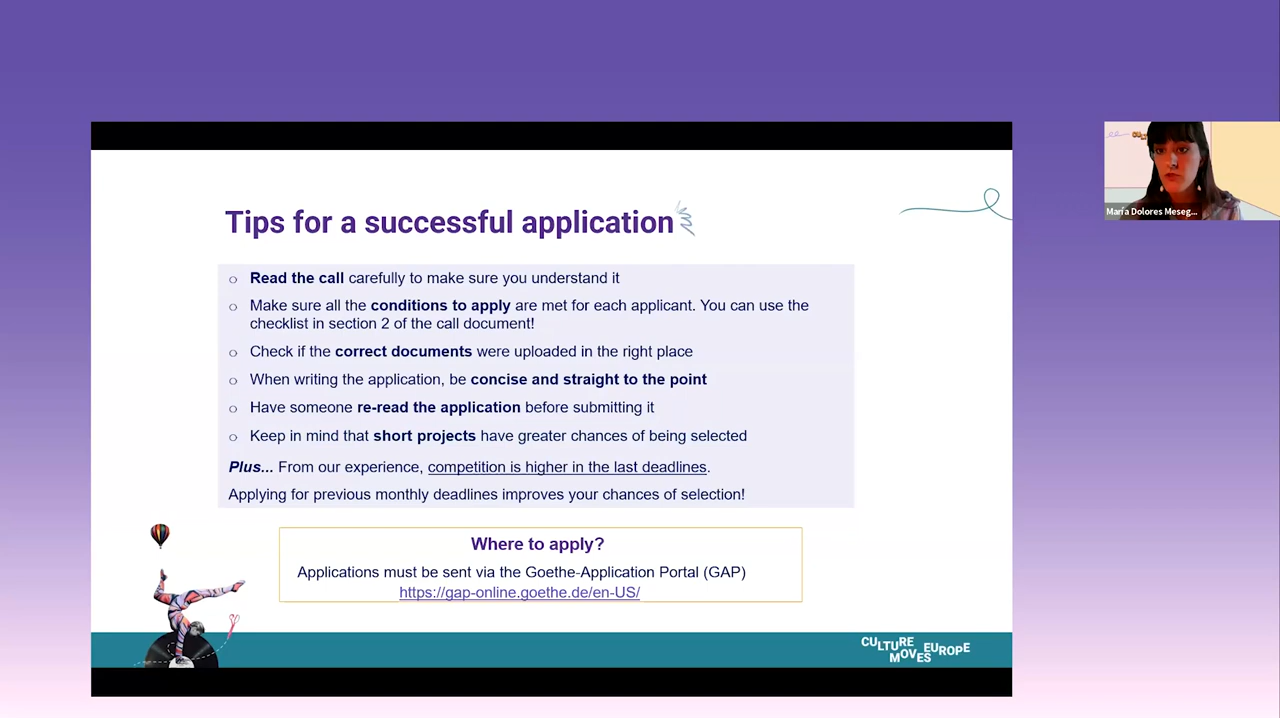 Tips for a successful application
Read the call carefully to make sure you understand it
Make sure all the conditions to apply are met for each applicant. You can use the
checklist in section 2 of the call document!
Check if the correct documents were uploaded in the right place
When writing the application, be concise and straight to the point
Have someone re-read the application before submitting it
Keep in mind that short projects have greater chances of being selected
Plus... From our experience, competition is higher in the last deadlines.
Applying for previous monthly deadlines improves your chances of selection!
Where to apply?
Applications must be sent via the Goethe-Application Portal (GAP)
https://gap-online.goethe.de/en-US/
CULTURE
MOVES EUROPE
María Dolores Meseg...